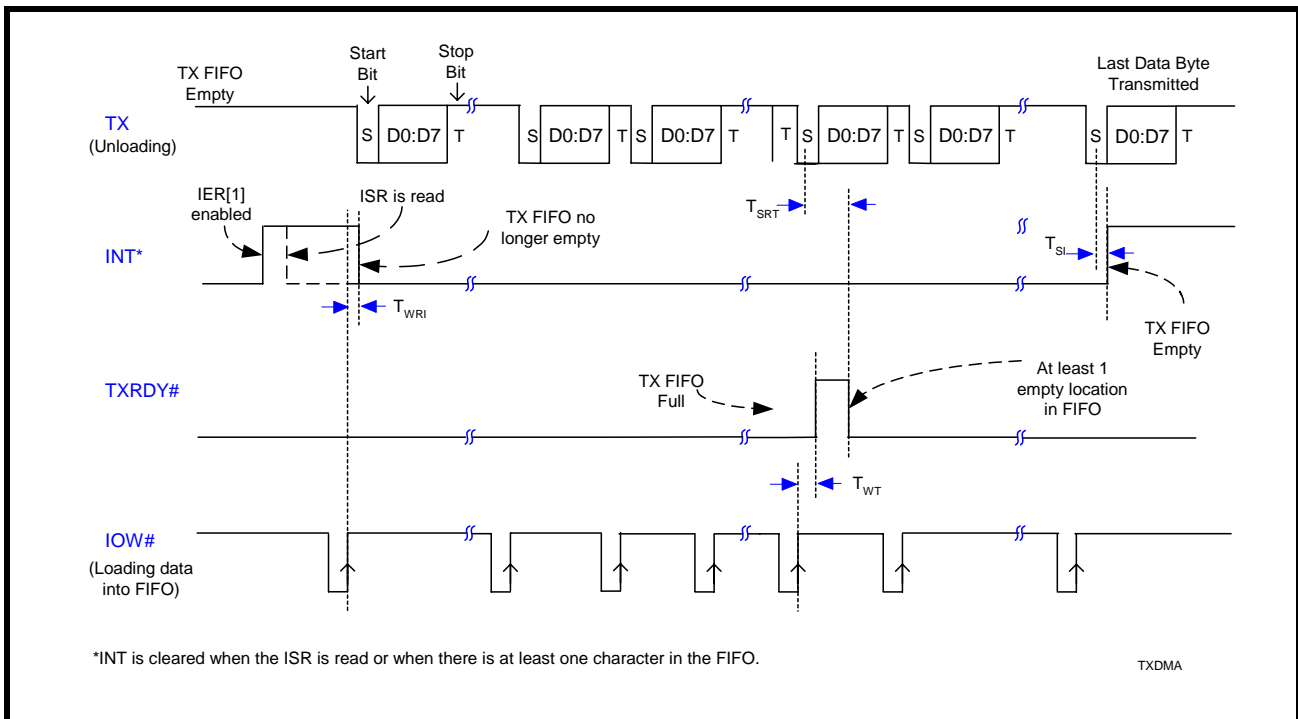 Start
Bit
Stop
Bit
TX FIFO
Empty
Last Data Byte
Transmitted
TX
(Unloading)
S D0:D7 T S D0:D7 T S D0:D7 T T S D0:D7 T S D0:D7 T S D0:D7 T
IER[1]
enabled
ISR is read
TX FIFO no
longer empty
TSRT
TSI
INT*
TWRI
TX FIFO
Empty
TXRDY#
TX FIFO
Full
At least 1
empty location
in FIFO
TWT
IOW#
(Loading data
into FIFO)
*INT is cleared when the ISR is read or when there is at least one character in the FIFO.
TXDMA